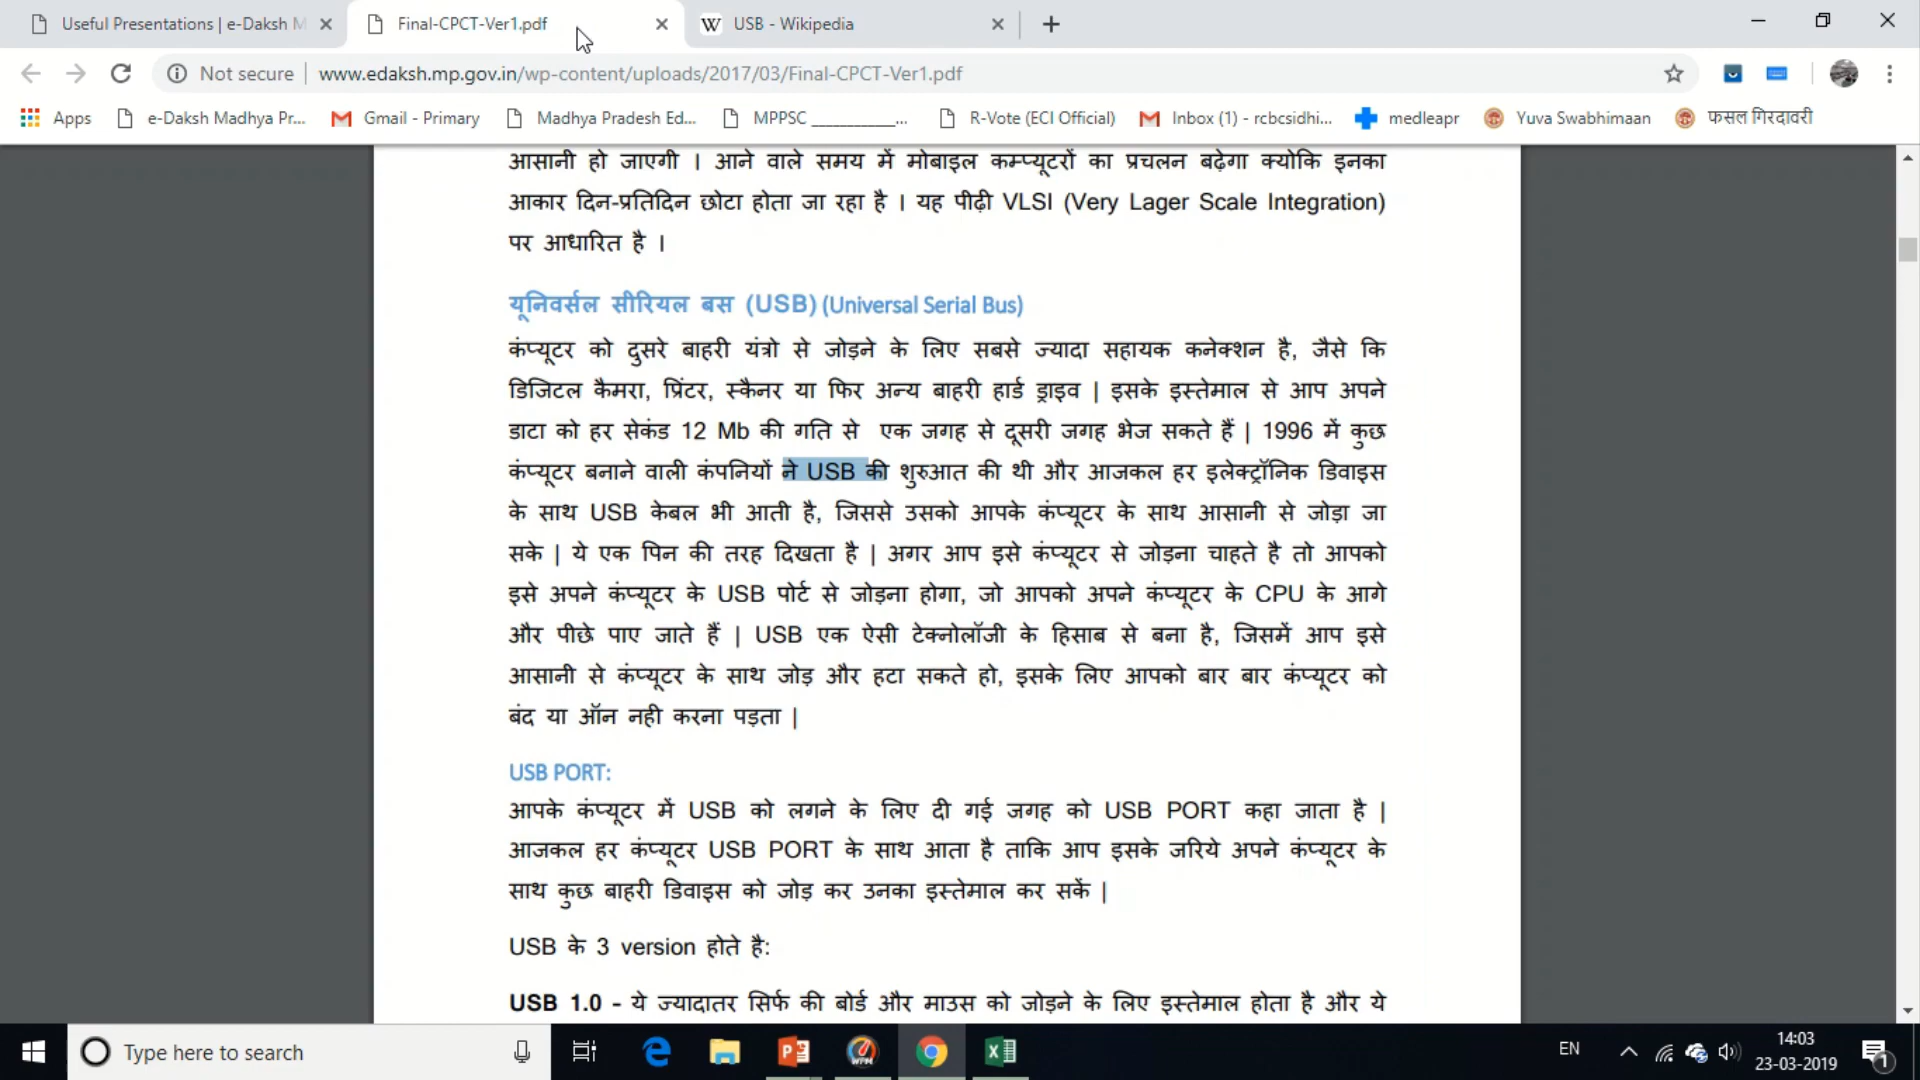 Useful Presentations | e-Daksh M
Final-CPCT-Ver1.pdf
USB - Wikipedia
Not secure
www.edaksh.mp.gov.in/wp-content/uploads/2017/03/Final-CPCT-Ver1.pdf
Apps
e-Daksh Madhya Pr...
Gmail - Primary
Madhya Pradesh Ed...
MPPSC ___________...
R-Vote (ECI Official)
Inbox (1) - rcbcsidhi...
medleapr
Yuva Swabhimaan
फसल गिरदावरी
आसानी हो जाएगी । आने वाले समय में मोबाइल कम्प्यूटरों का प्रचलन बढ़ेगा क्योकि इनका
आकार दिन-प्रतिदिन छोटा होता जा रहा है । यह पीढ़ी VLSI (Very Lager Scale Integration)
पर आधारित है ।
यूनिवर्सल सीरियल बस (USB) (Universal Serial Bus)
कंप्यूटर को दुसरे बाहरी यंत्रो से जोड़ने के लिए सबसे ज्यादा सहायक कनेक्शन है, जैसे कि
डिजिटल कैमरा, प्रिंटर, स्कैनर या फिर अन्य बाहरी हार्ड ड्राइव | इसके इस्तेमाल से आप अपने
डाटा को हर सेकंड 12 Mb की गति से एक जगह से दूसरी जगह भेज सकते हैं | 1996 में कुछ
कंप्यूटर बनाने वाली कंपनियों ने USB की शुरुआत की थी और आजकल हर इलेक्ट्रॉनिक डिवाइस
के साथ USB केबल भी आती है, जिससे उसको आपके कंप्यूटर के साथ आसानी से जोड़ा जा
सके | ये एक पिन की तरह दिखता है | अगर आप इसे कंप्यूटर से जोड़ना चाहते है तो आपको
इसे अपने कंप्यूटर के USB पोर्ट से जोड़ना होगा, जो आपको अपने कंप्यूटर के CPU के आगे
और पीछे पाए जाते हैं | USB एक ऐसी टेक्नोलॉजी के हिसाब से बना है, जिसमें आप इसे
आसानी से कंप्यूटर के साथ जोड़ और हटा सकते हो, इसके लिए आपको बार बार कंप्यूटर को
बंद या ऑन नही करना पड़ता |
USB PORT:
आपके कंप्यूटर में USB को लगने के लिए दी गई जगह को USB PORT कहा जाता है |
आजकल हर कंप्यूटर USB PORT के साथ आता है ताकि आप इसके जरिये अपने कंप्यूटर के
साथ कुछ बाहरी डिवाइस को जोड़ कर उनका इस्तेमाल कर सकें |
USB के 3 version होते है:
USB 1.0 - ये ज्यादातर सिर्फ की बोर्ड और माउस को जोड़ने के लिए इस्तेमाल होता है और ये
Type here to search
EN
14:03
23-03-2019
1